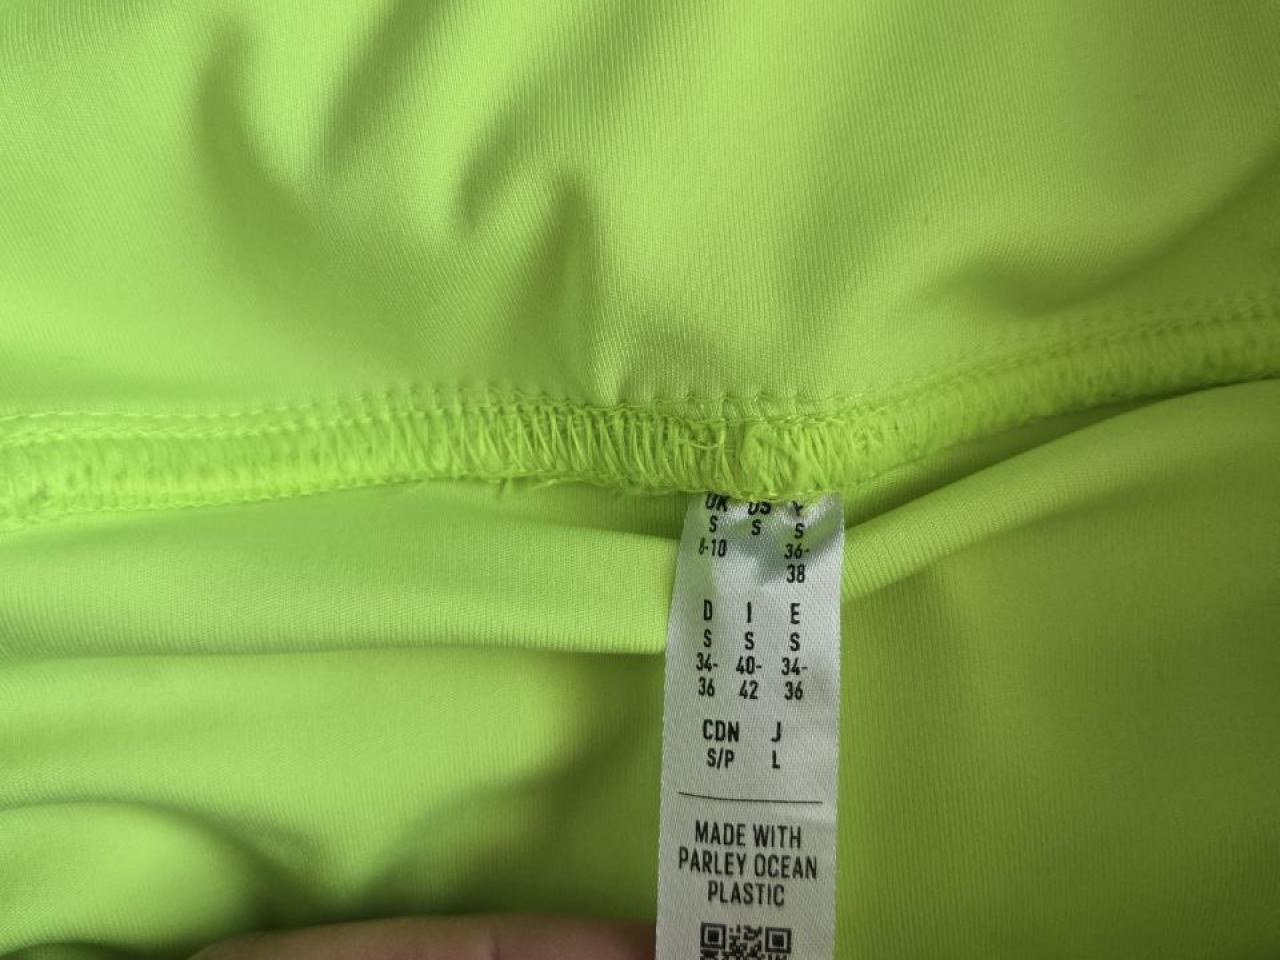 UK US F
S S S
8-10 36-
38
D I E
S S S
34- 40- 34-
36 42 36
CDN J
S/P L
MADE WITH
PARLEY OCEAN
PLASTIC